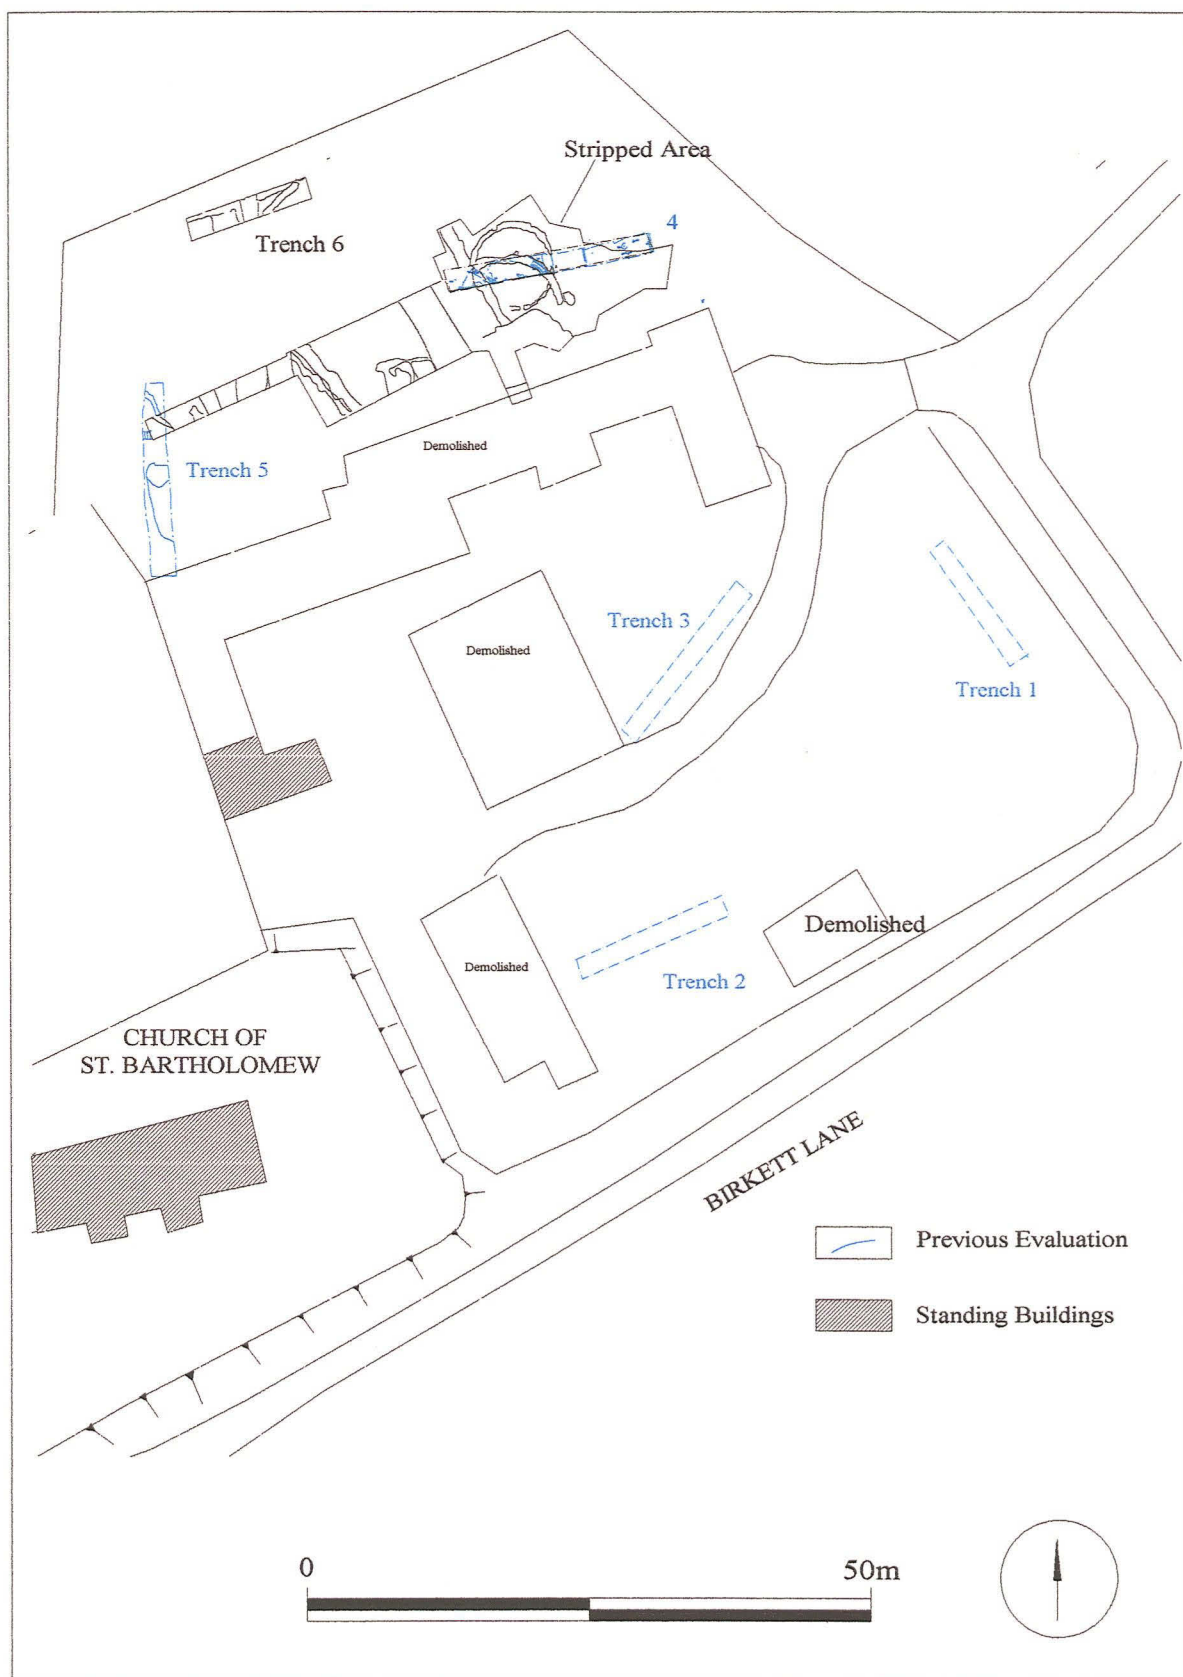 Stripped Area
4
Trench 6
Demolished
Trench 5
Trench 3
Demolished
Trench 1
Demolished
Demolished
Trench 2
CHURCH OF
ST. BARTHOLOMEW
BIRKETT LANE
Previous Evaluation
Standing Buildings
0
50m